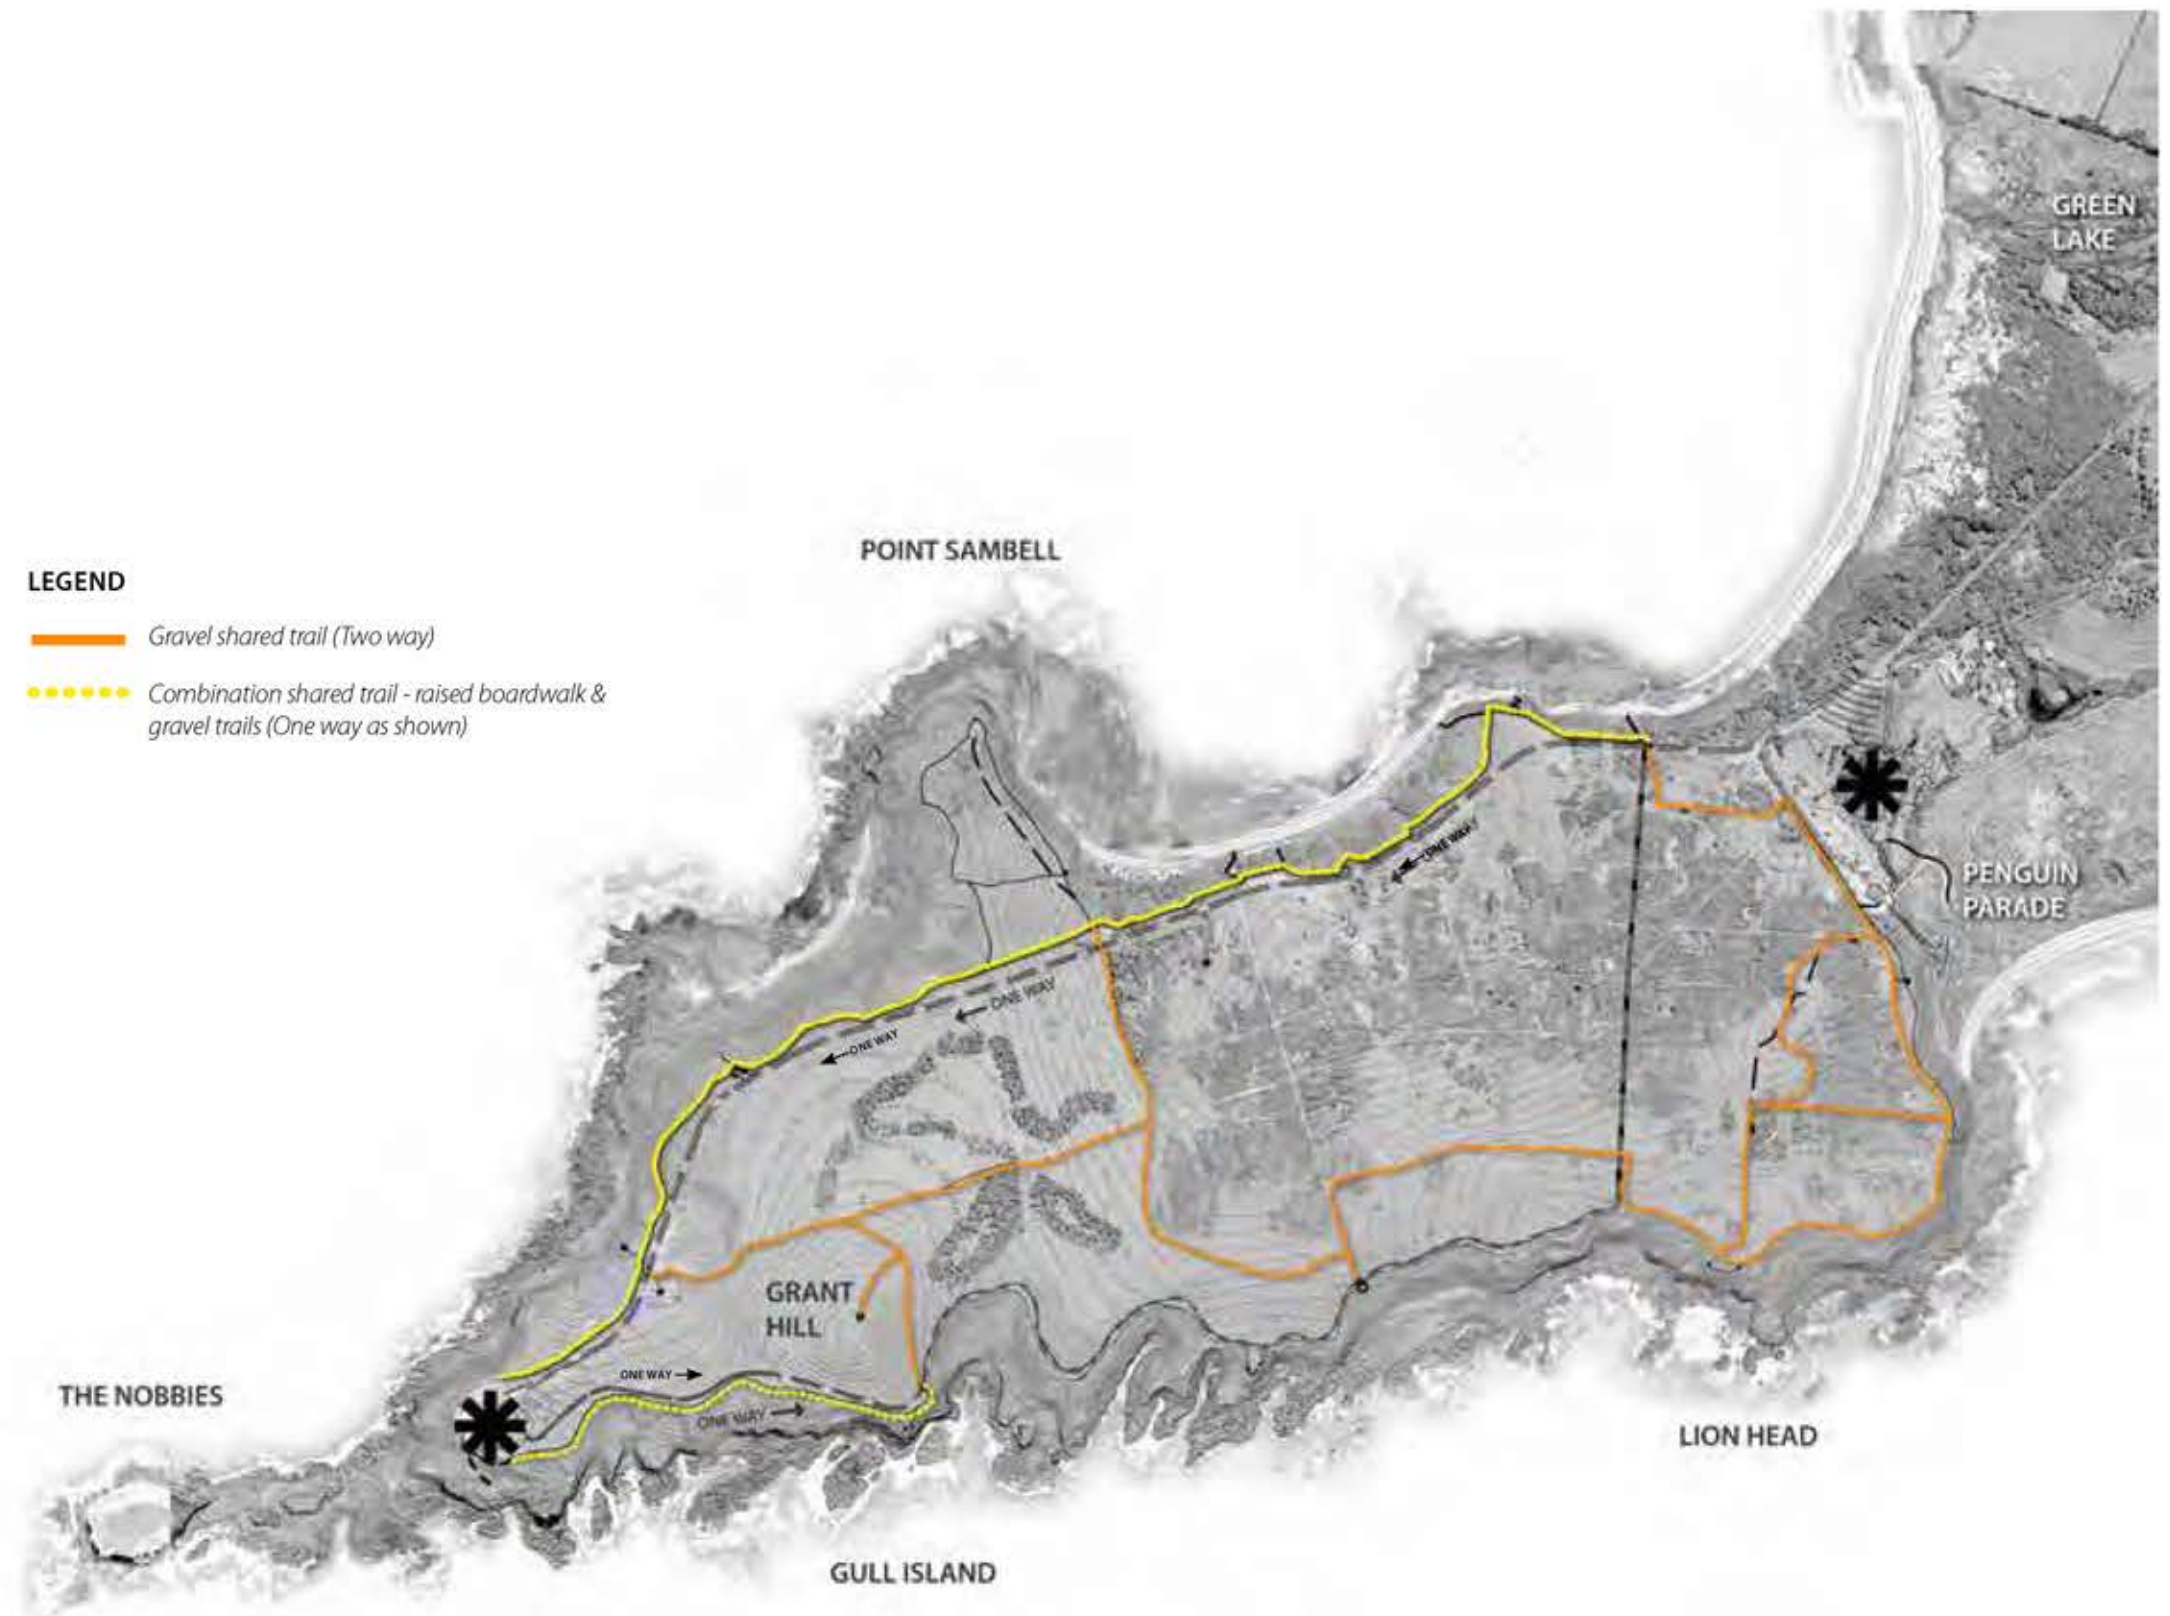 GREEN
LAKE
POINT SAMBELL
LEGEND
Gravel shared trail (Two way)
Combination shared trail - raised boardwalk &
gravel trails (One way as shown)
ONE WAY
PENGUIN
PARADE
ONE WAY
ONE WAY
GRANT
HILL
ONE WAY
THE NOBBIES
ONE WAY
LION HEAD
GULL ISLAND